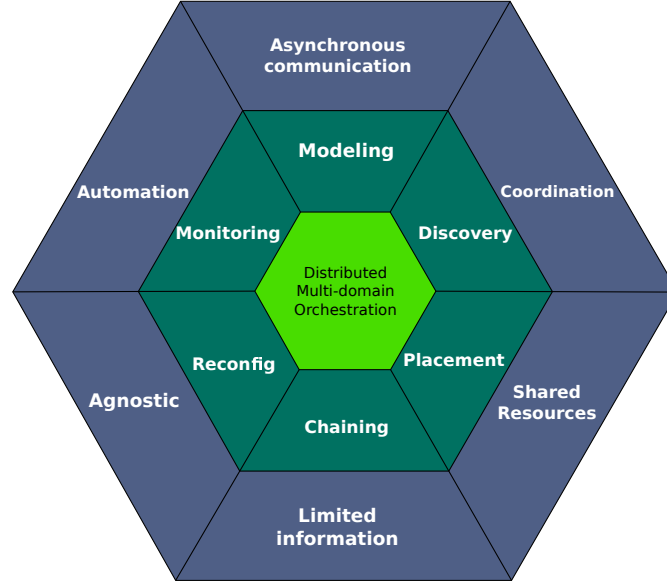 Asynchronous
communication
Modeling
Automation
Coordination
Monitoring
Discovery
Distributed
Multi-domain
Orchestration
Reconfig
Placement
Agnostic
Shared
Resources
Chaining
Limited
information